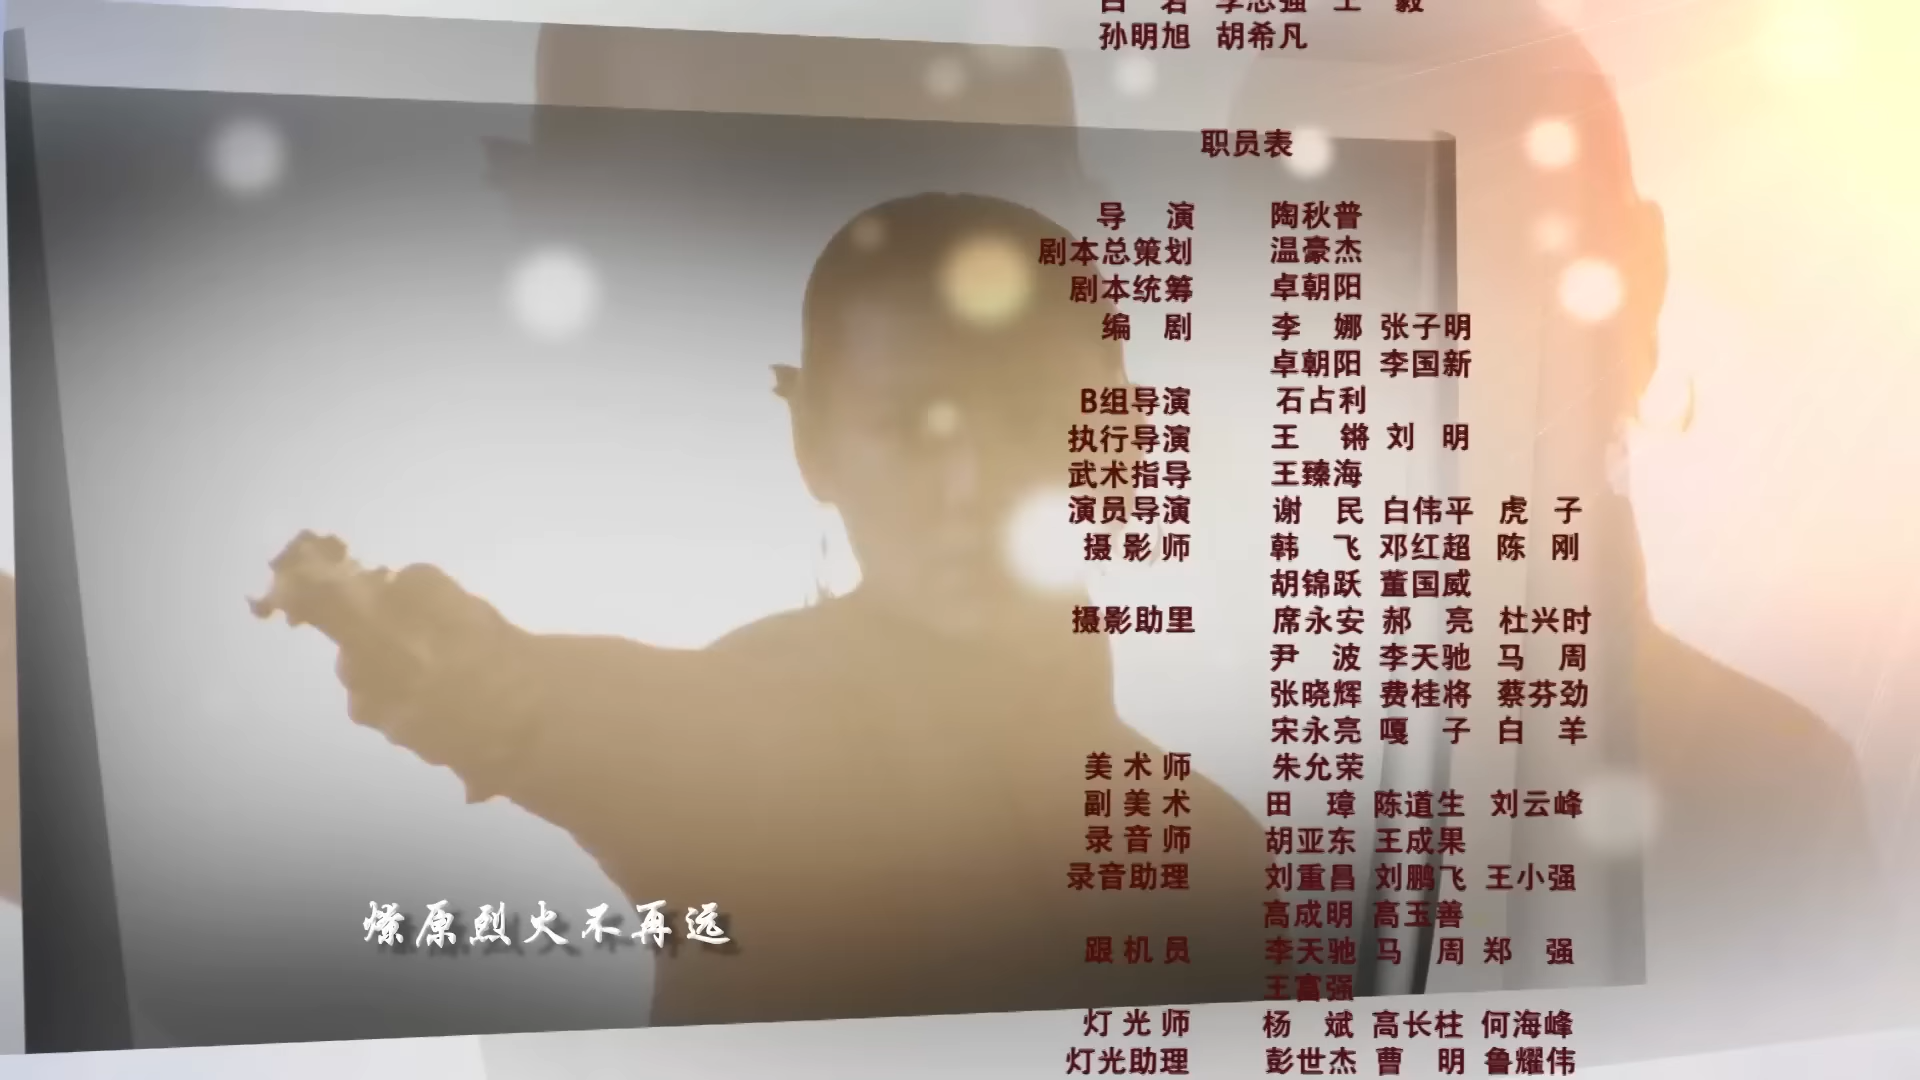 孙明旭 胡希凡
职员表
导 演 陶秋普
剧本总策划 温豪杰
剧本统筹 卓朝阳
编 剧 李 娜 张子明
卓朝阳 李国新
B组导演 石占利
执行导演 王 锵 刘 明
武术指导 王臻海
演员导演 谢 民 白伟平 虎 子
摄影师 韩 飞 邓红超 陈 刚
胡锦跃 董国威
摄影助里 席永安 郝 亮 杜兴时
尹 波 李天驰 马 周
张晓辉 费桂将 蔡芬劲
宋永亮 嘎 子 白 羊
美术师 朱允荣
副美术 田 璋 陈道生 刘云峰
录音师 胡亚东 王成果
录音助理 刘重昌 刘鹏飞 王小强
高成明 高玉善
跟机员 李天驰 马 周 郑 强
王富强
灯光师 杨 斌 高长柱 何海峰
灯光助理 彭世杰 曹 明 鲁耀伟
燎原烈火不再远